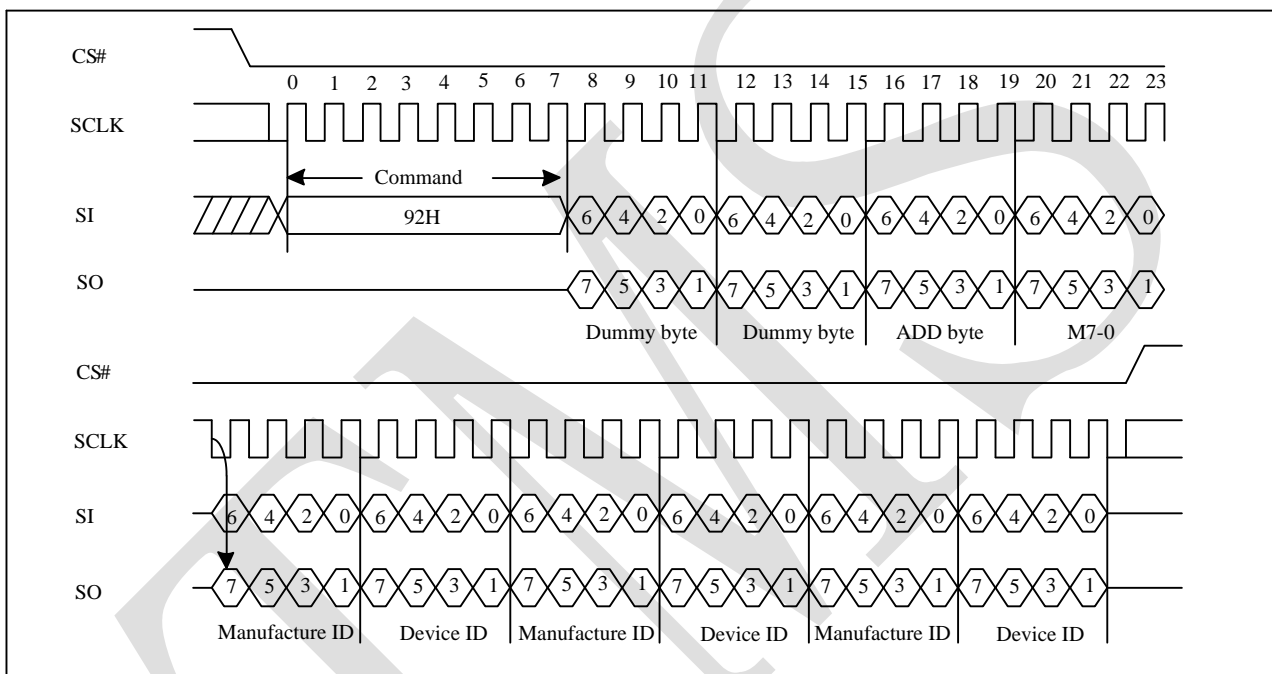 CS#
0 1 2 3 4 5 6 7 8 9 10 11 12 13 14 15 16 17 18 19 20 21 22 23
SCLK
Command
SI 92H 6 4 2 0 6 4 2 0 6 4 2 0 6 4 2 0
SO 7 5 3 1 7 5 3 1 7 5 3 1 7 5 3 1
Dummy byte Dummy byte ADD byte M7-0
CS#
SCLK
SI 6 4 2 0 6 4 2 0 6 4 2 0 6 4 2 0 6 4 2 0 6 4 2 0
SO 7 5 3 1 7 5 3 1 7 5 3 1 7 5 3 1 7 5 3 1 7 5 3 1
Manufacture ID Device ID Manufacture ID Device ID Manufacture ID Device ID
TMS